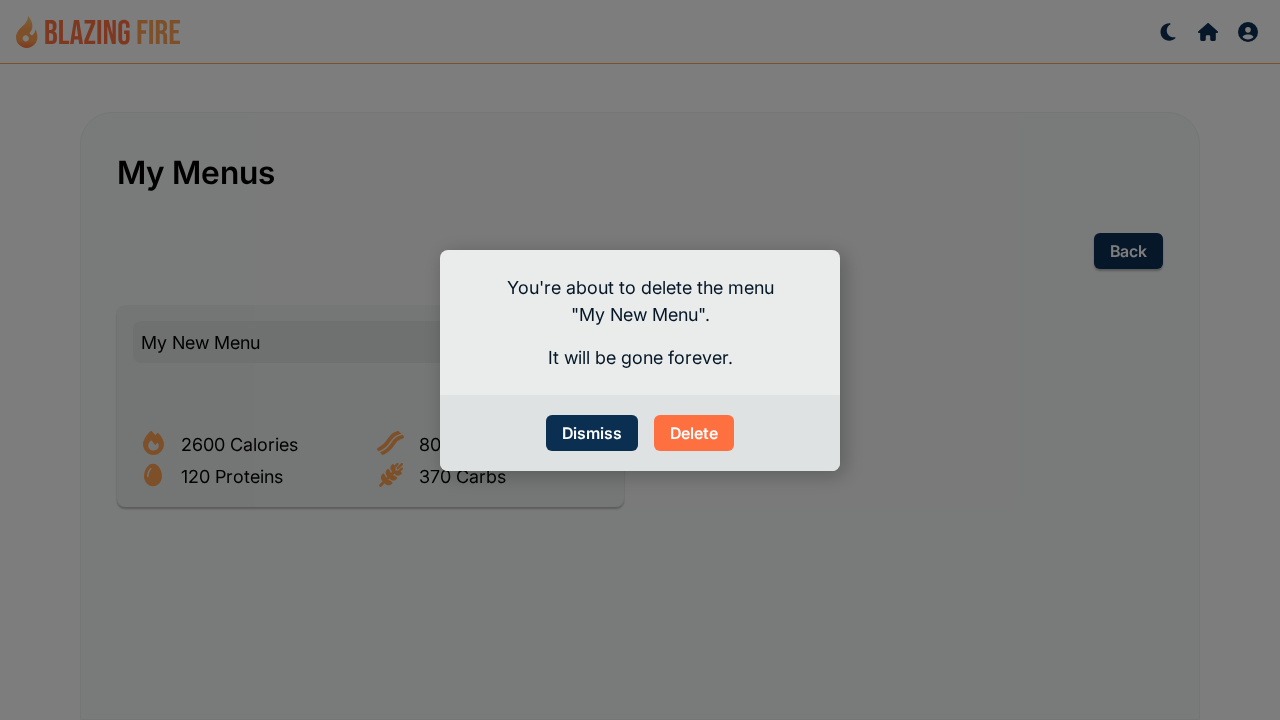 BLAZING FIRE
My Menus
Back
You're about to delete the menu
"My New Menu".
It will be gone forever.
Dismiss
Delete
My New Menu
2600 Calories
80
120 Proteins
370 Carbs